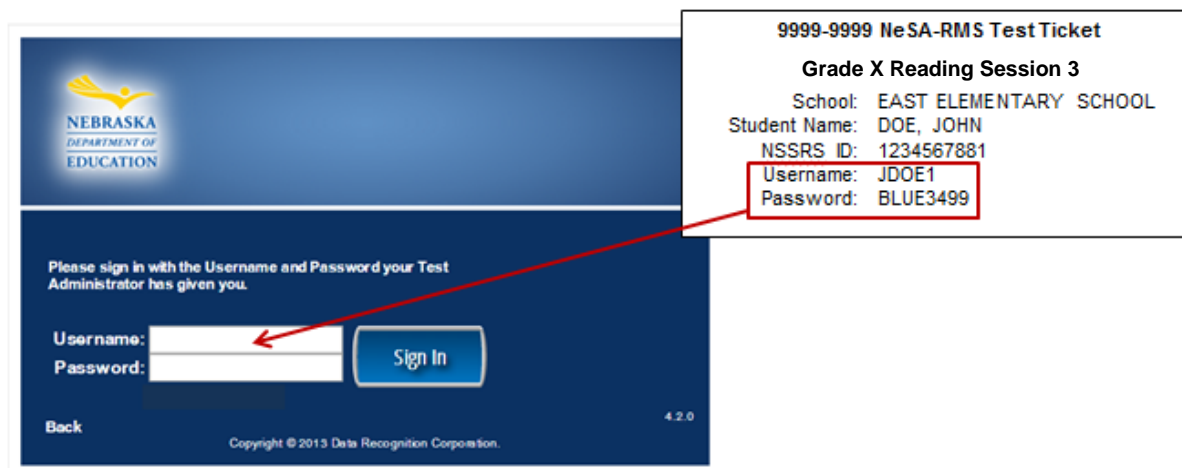 9999-9999 NeSA-RMS Test Ticket
Grade X Reading Session 3
School: EAST ELEMENTARY SCHOOL
Student Name: DOE, JOHN
NSSRS ID: 1234567881
Username: JDOE1
Password: BLUE3499
NEBRASKA
DEPARTMENT OF
EDUCATION
Please sign in with the Username and Password your Test
Administrator has given you.
Username:
Password:
Sign In
Back
4.2.0
Copyright © 2013 Data Recognition Corporation.